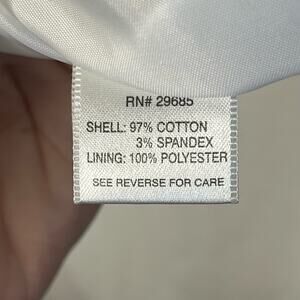 RN# 29685
SHELL: 97% COTTON
3% SPANDEX
LINING: 100% POLYESTER
SEE REVERSE FOR CARE